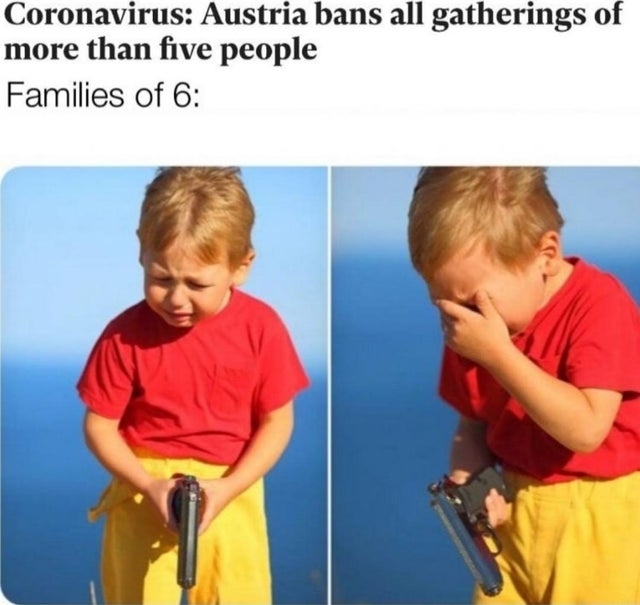 Coronavirus: Austria bans all gatherings of
more than five people
Families of 6: